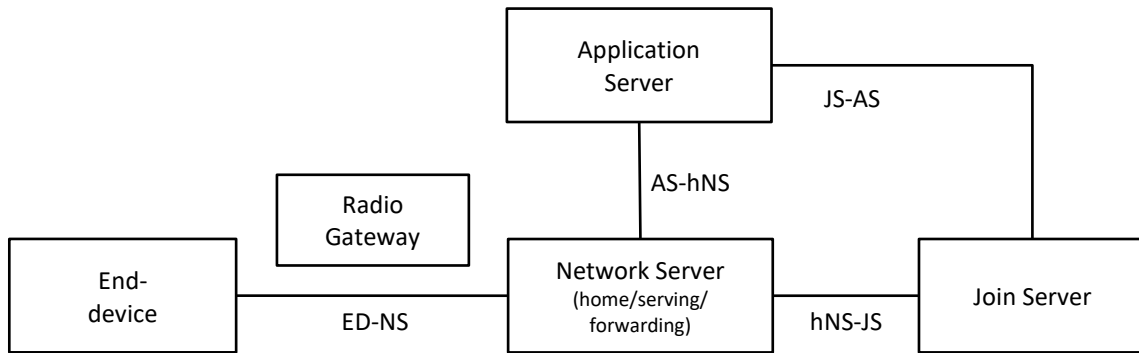 Application
Server
JS-AS
AS-hNS
Radio
Gateway
End-
device
ED-NS
Network Server
(home/serving/
forwarding)
hNS-JS
Join Server